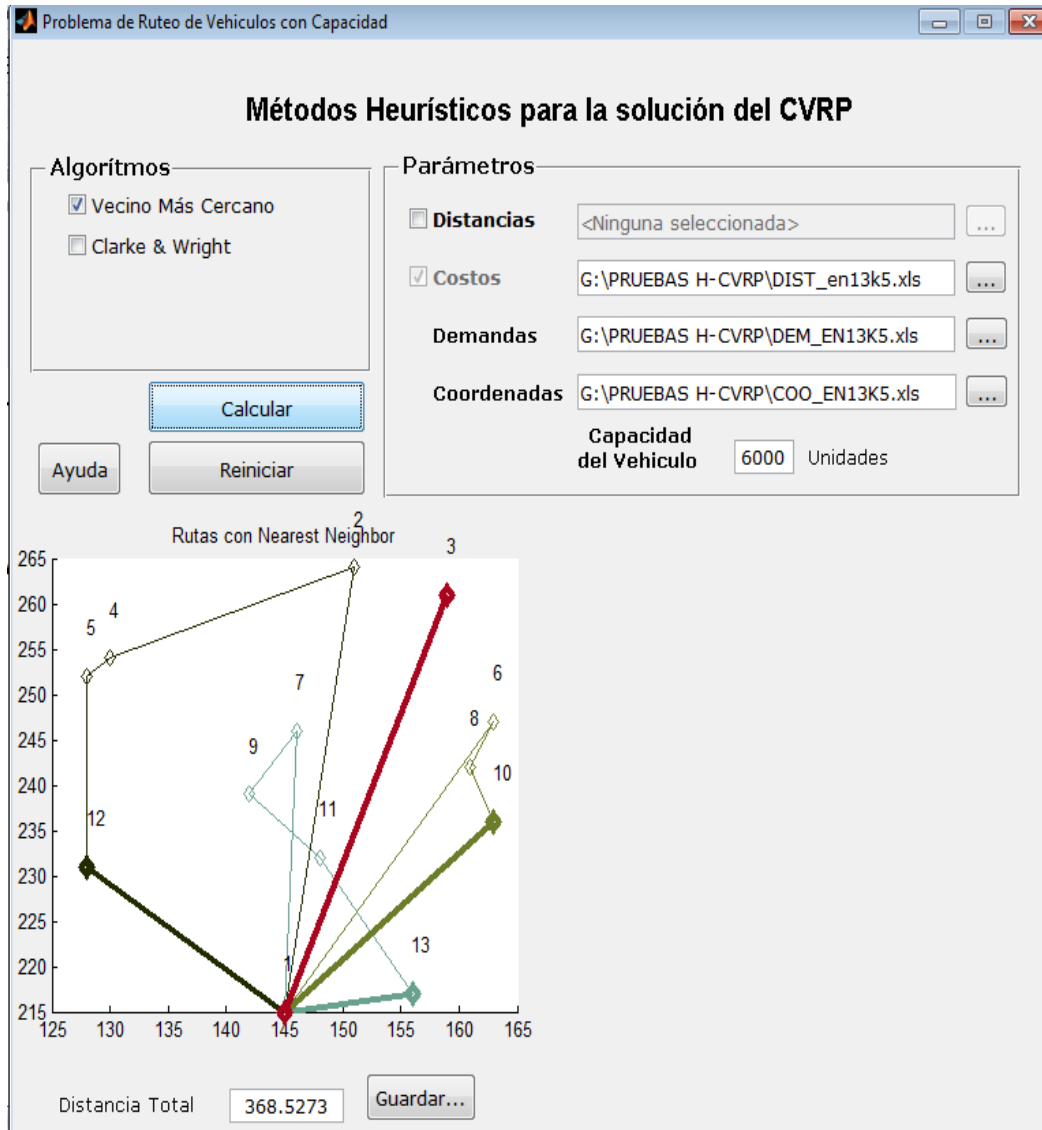 Problema de Ruteo de Vehiculos con Capacidad
Métodos Heurísticos para la solución del CVRP
Algorítmos
Vecino Más Cercano
Clarke & Wright
Parámetros
Distancias <Ninguna seleccionada> ...
Costos G:\PRUEBAS H-CVRP\DIST_en13k5.xls ...
Demandas G:\PRUEBAS H-CVRP\DEM_EN13K5.xls ...
Coordenadas G:\PRUEBAS H-CVRP\COO_EN13K5.xls ...
Capacidad
del Vehiculo 6000 Unidades
Calcular
Ayuda Reiniciar
Rutas con Nearest Neighbor
2
3
265
260
4
5
255
6
7
250
8
245
9
10
240
11
12
235
230
225
13
220
1
215
125 130 135 140 145 150 155 160 165
Distancia Total 368.5273 Guardar...